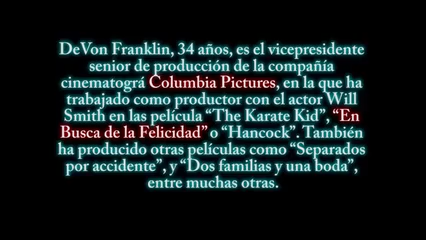 DeVon Franklin, 34 años, es el vicepresidente
senior de producción de la compañía
cinematográ Columbia Pictures, en la que ha
trabajado como productor con el actor Will
Smith en las película “The Karate Kid”, “En
Busca de la Felicidad” o “Hancock”. También
ha producido otras películas como “Separados
por accidente”, y “Dos familias y una boda”,
entre muchas otras.